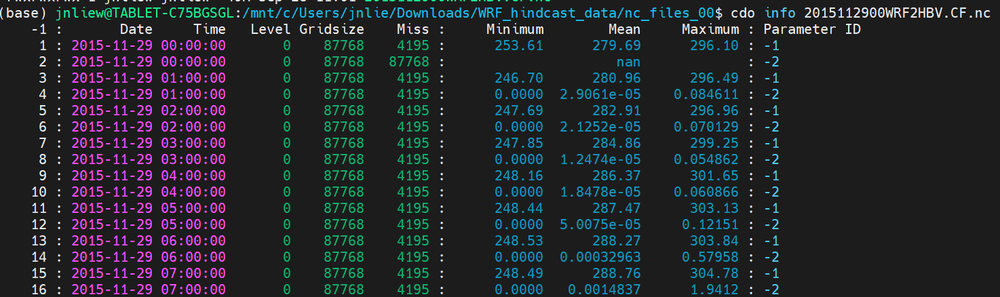 (base) jnliew@TABLET-C75BGSGL:/mnt/c/Users/jnlie/Downloads/WRF_hindcast_data/nc_files_00$ cdo info 2015112900WRF2HBV.CF.nc
-1 : Date Time Level Gridsize Miss : Minimum Mean Maximum : Parameter ID
1 : 2015-11-29 00:00:00 0 87768 4195 : 253.61 279.69 296.10 : -1
2 : 2015-11-29 00:00:00 0 87768 87768 : nan : -2
3 : 2015-11-29 01:00:00 0 87768 4195 : 246.70 280.96 296.49 : -1
4 : 2015-11-29 01:00:00 0 87768 4195 : 0.0000 2.9061e-05 0.084611 : -2
5 : 2015-11-29 02:00:00 0 87768 4195 : 247.69 282.91 296.96 : -1
6 : 2015-11-29 02:00:00 0 87768 4195 : 0.0000 2.1252e-05 0.070129 : -2
7 : 2015-11-29 03:00:00 0 87768 4195 : 247.85 284.86 299.25 : -1
8 : 2015-11-29 03:00:00 0 87768 4195 : 0.0000 1.2474e-05 0.054862 : -2
9 : 2015-11-29 04:00:00 0 87768 4195 : 248.16 286.37 301.65 : -1
10 : 2015-11-29 04:00:00 0 87768 4195 : 0.0000 1.8478e-05 0.060866 : -2
11 : 2015-11-29 05:00:00 0 87768 4195 : 248.44 287.47 303.13 : -1
12 : 2015-11-29 05:00:00 0 87768 4195 : 0.0000 5.0075e-05 0.12151 : -2
13 : 2015-11-29 06:00:00 0 87768 4195 : 248.53 288.27 303.84 : -1
14 : 2015-11-29 06:00:00 0 87768 4195 : 0.0000 0.00032963 0.57958 : -2
15 : 2015-11-29 07:00:00 0 87768 4195 : 248.49 288.76 304.78 : -1
16 : 2015-11-29 07:00:00 0 87768 4195 : 0.0000 0.0014837 1.9412 : -2